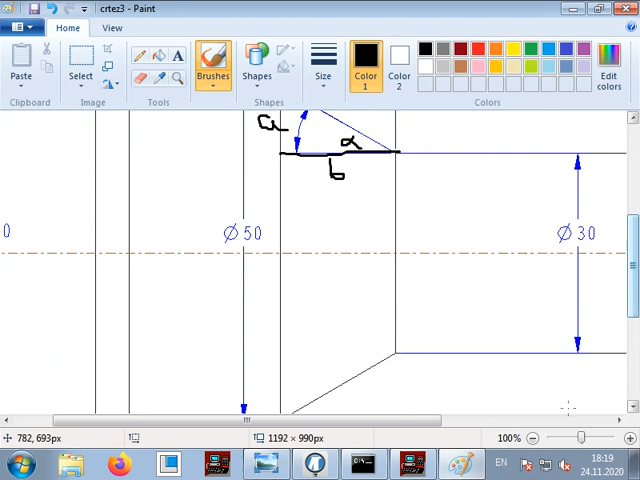 crtez3 - Paint
Home
View
Paste
Select
Brushes
Shapes
Size
Color
1
Color
2
Edit
colors
Clipboard
Image
Tools
Shapes
Colors
a
α
b
0
Ø 50
Ø 30
782, 693px
1192 × 990px
100%
EN
18:19
24.11.2020